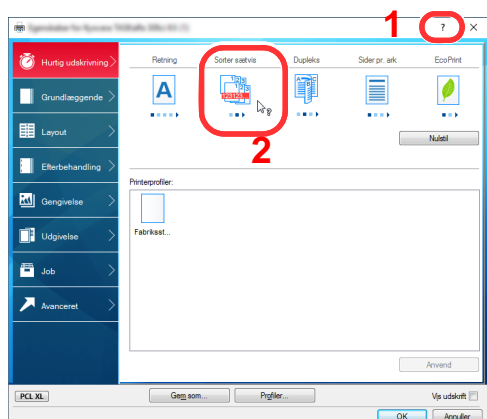 1
?
Hurtig udskrivning
Retning
Sorter sætvis
Dupleks
Sider pr. ark
EcoPrint
A
123123
?
2
Grundlæggende
Layout
Nulstil
Efterbehandling
Printerprofiler:
Gengivelse
Fabriksst...
Udgivelse
Job
Avanceret
Anvend
PCL XL
Gem som...
Profiler...
Vis udskrift
OK
Annuller